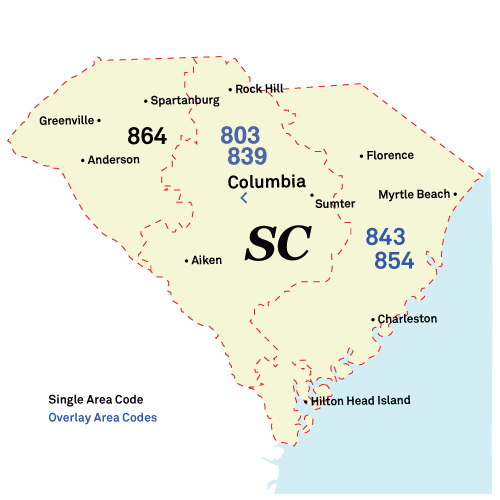 Rock Hill
Spartanburg
Greenville
864
803
839
Anderson
Florence
Columbia
Myrtle Beach
Sumter
SC
843
854
Aiken
Charleston
Single Area Code
Hilton Head Island
Overlay Area Codes